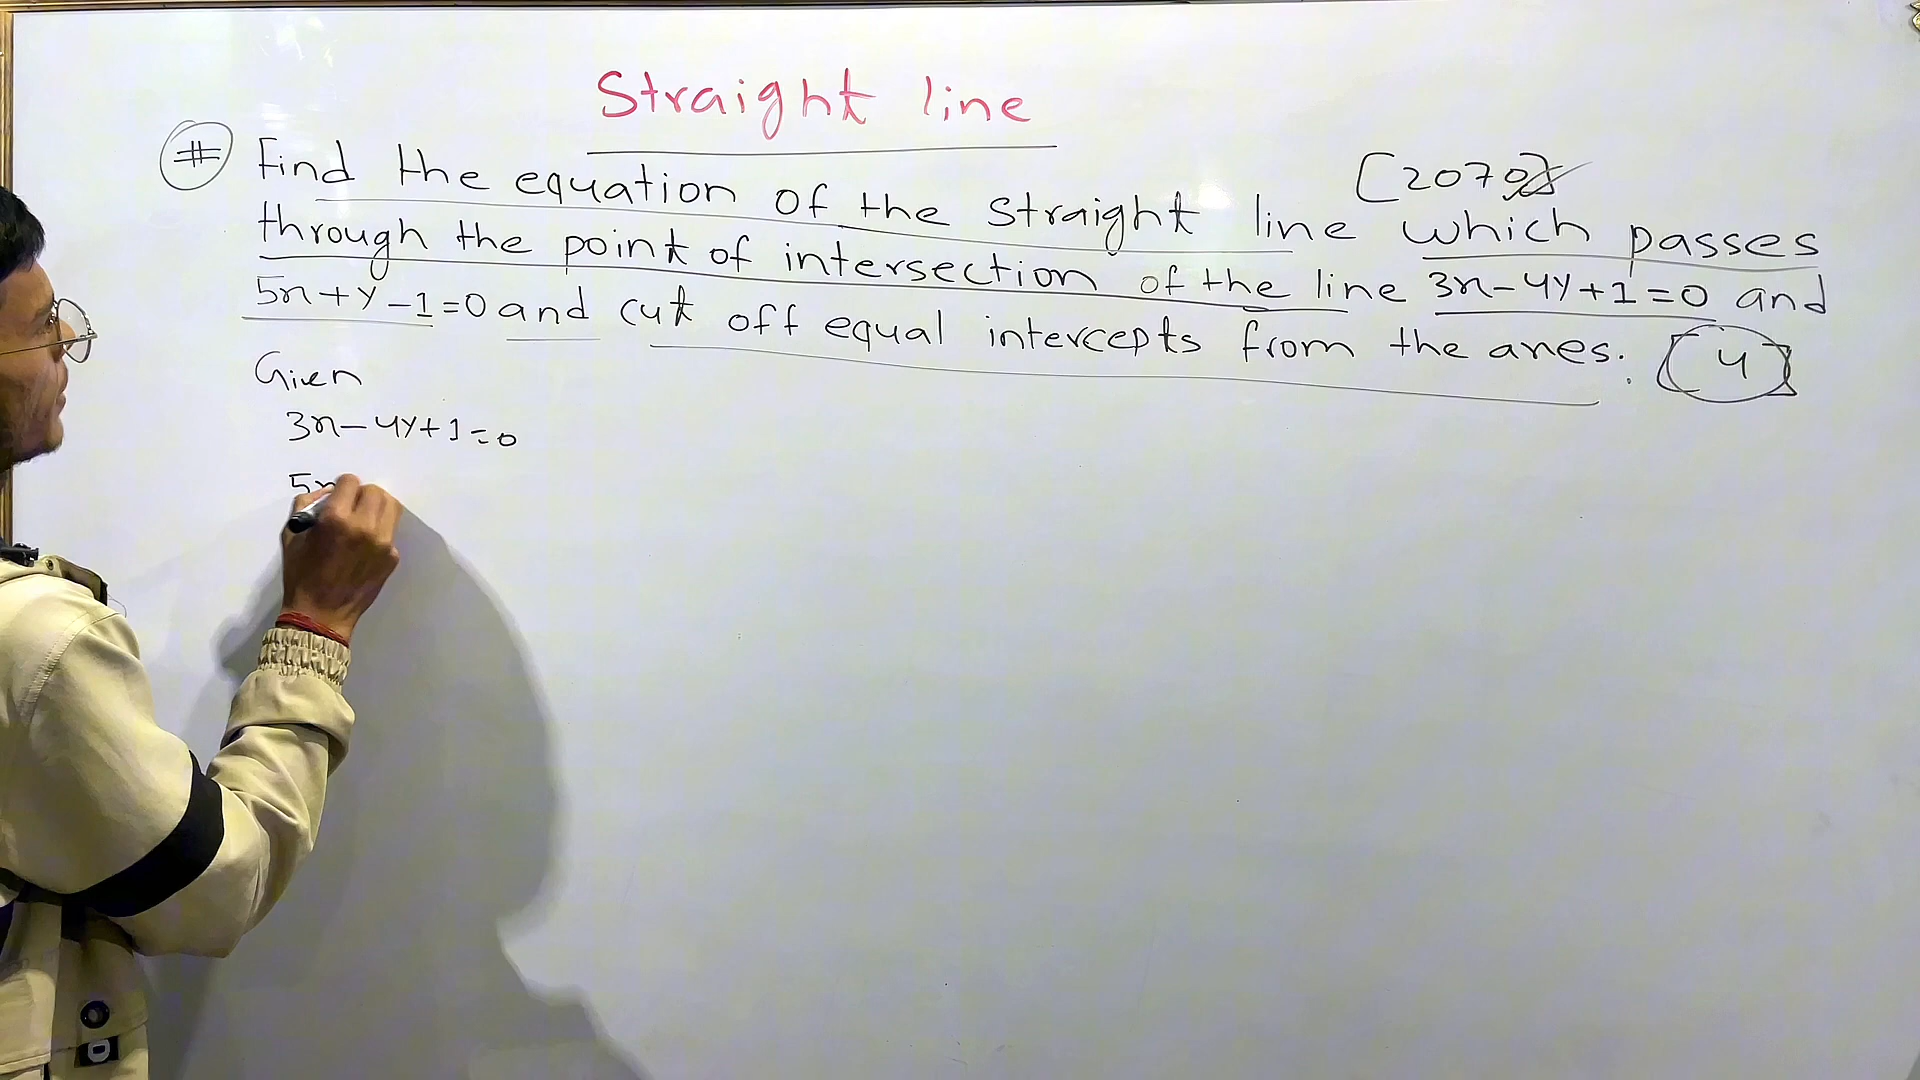 Straight line
# Find the equation of the straight line which passes [2070]
through the point of intersection of the line 3x-4y+1=0 and
5x+y-1=0 and cut off equal intercepts from the axes. [4]
Given
3x-4y+1=0
5x